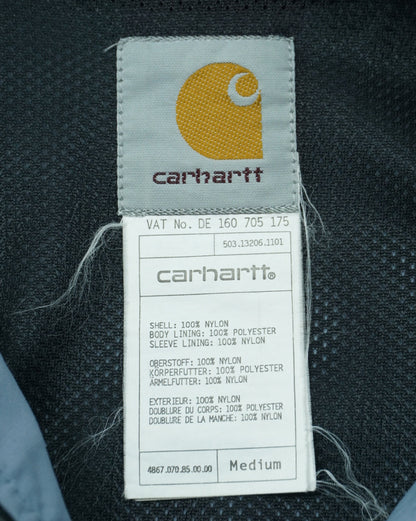 carhartt
VAT No. DE 160 705 175
503.13206.1101
carhartt®
SHELL: 100% NYLON
BODY LINING: 100% POLYESTER
SLEEVE LINING: 100% NYLON
OBERSTOFF: 100% NYLON
KÖRPERFUTTER: 100% POLYESTER
ÄRMELFUTTER: 100% NYLON
EXTERIEUR: 100% NYLON
DOUBLURE DU CORPS: 100% POLYESTER
DOUBLURE DE LA MANCHE: 100% NYLON
4867.070.85.00.00
Medium